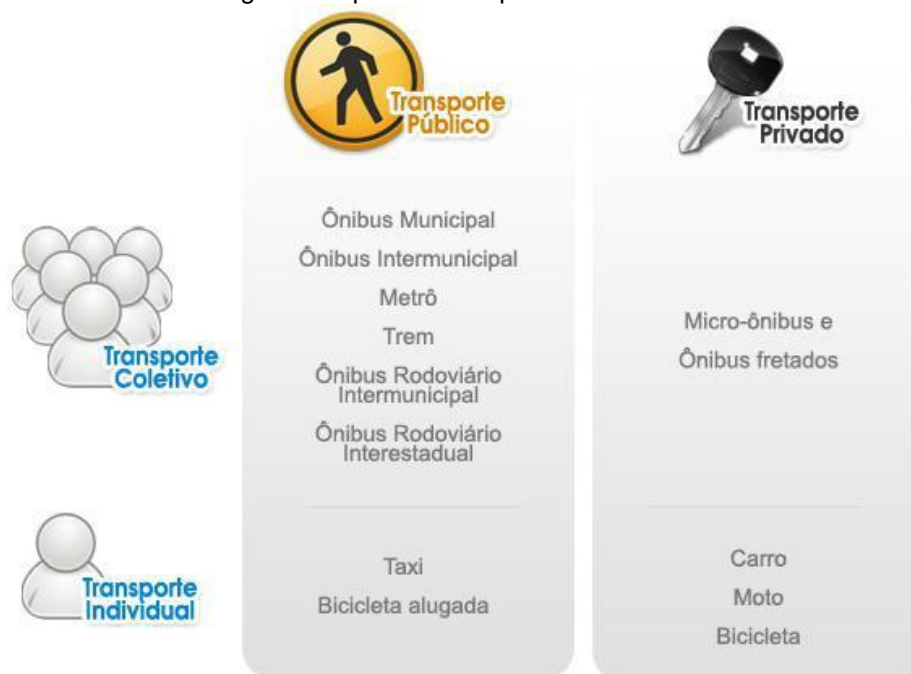 Transporte
Público
Transporte
Privado
Ônibus Municipal
Ônibus Intermunicipal
Metrô
Trem
Ônibus Rodoviário
Intermunicipal
Ônibus Rodoviário
Interestadual
Micro-ônibus e
Ônibus fretados
Transporte
Coletivo
Taxi
Bicicleta alugada
Carro
Moto
Bicicleta
Transporte
Individual